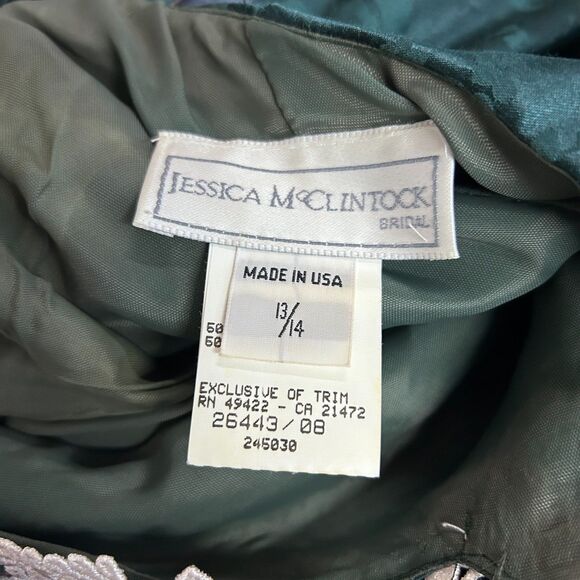 JESSICA McCLINTOCK
BRIDAL
MADE IN USA
13/14
60
60
EXCLUSIVE OF TRIM
RN 49422 - CA 21472
26443/08
245030